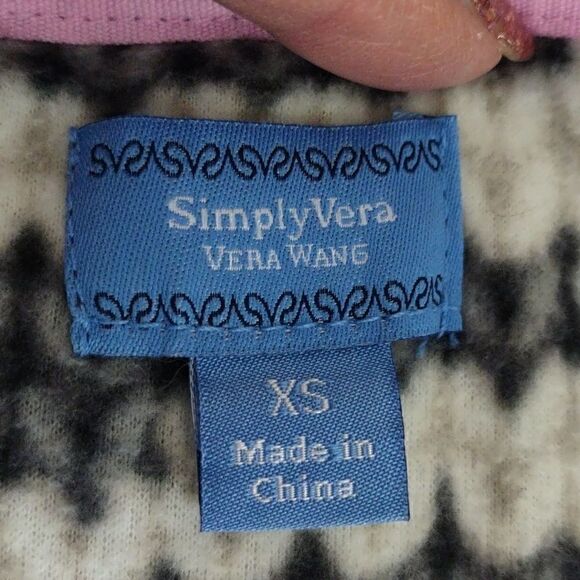 SimplyVera
VERA WANG
XS
Made in
China